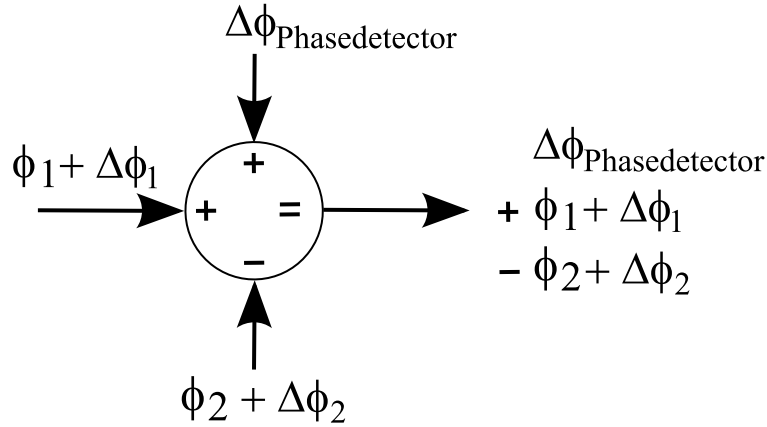 Δϕ_Phasedetector
ϕ₁+ Δϕ₁
+
+ =
−
ϕ₂ + Δϕ₂
Δϕ_Phasedetector
+ ϕ₁+ Δϕ₁
− ϕ₂+ Δϕ₂